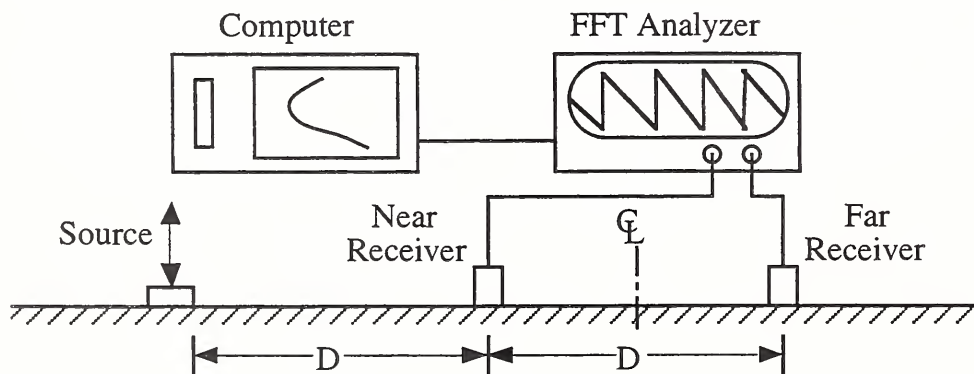 Computer
FFT Analyzer
Source
Near
Receiver
℄
Far
Receiver
D
D